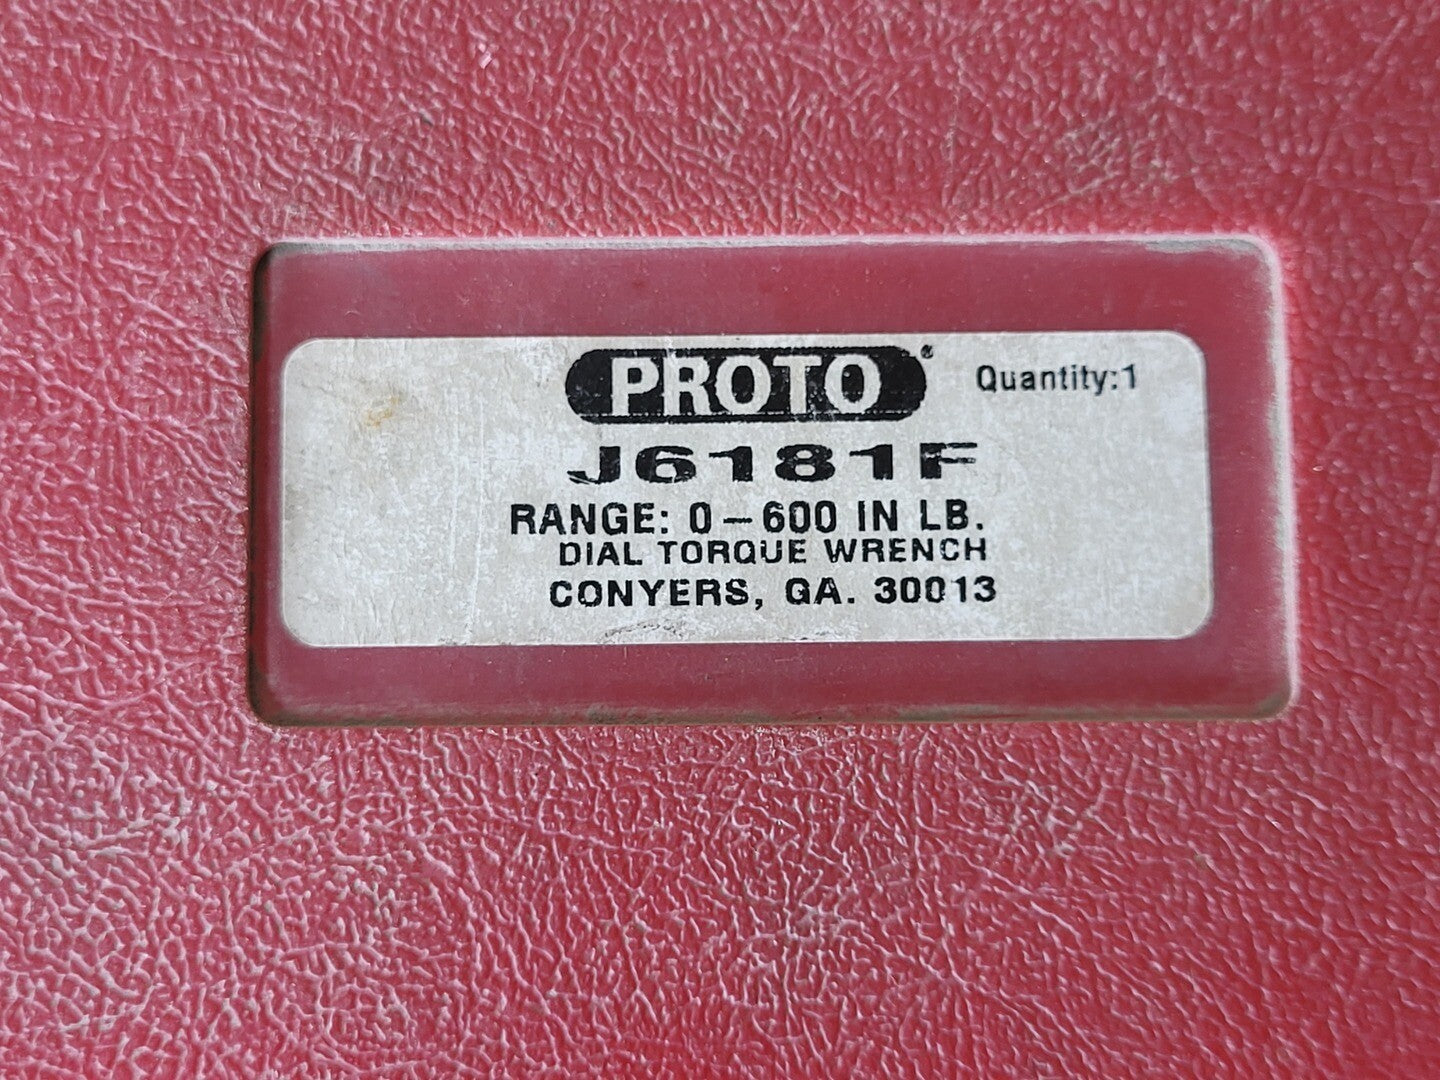 PROTO® Quantity:1
J6181F
RANGE: 0-600 IN LB.
DIAL TORQUE WRENCH
CONYERS, GA. 30013